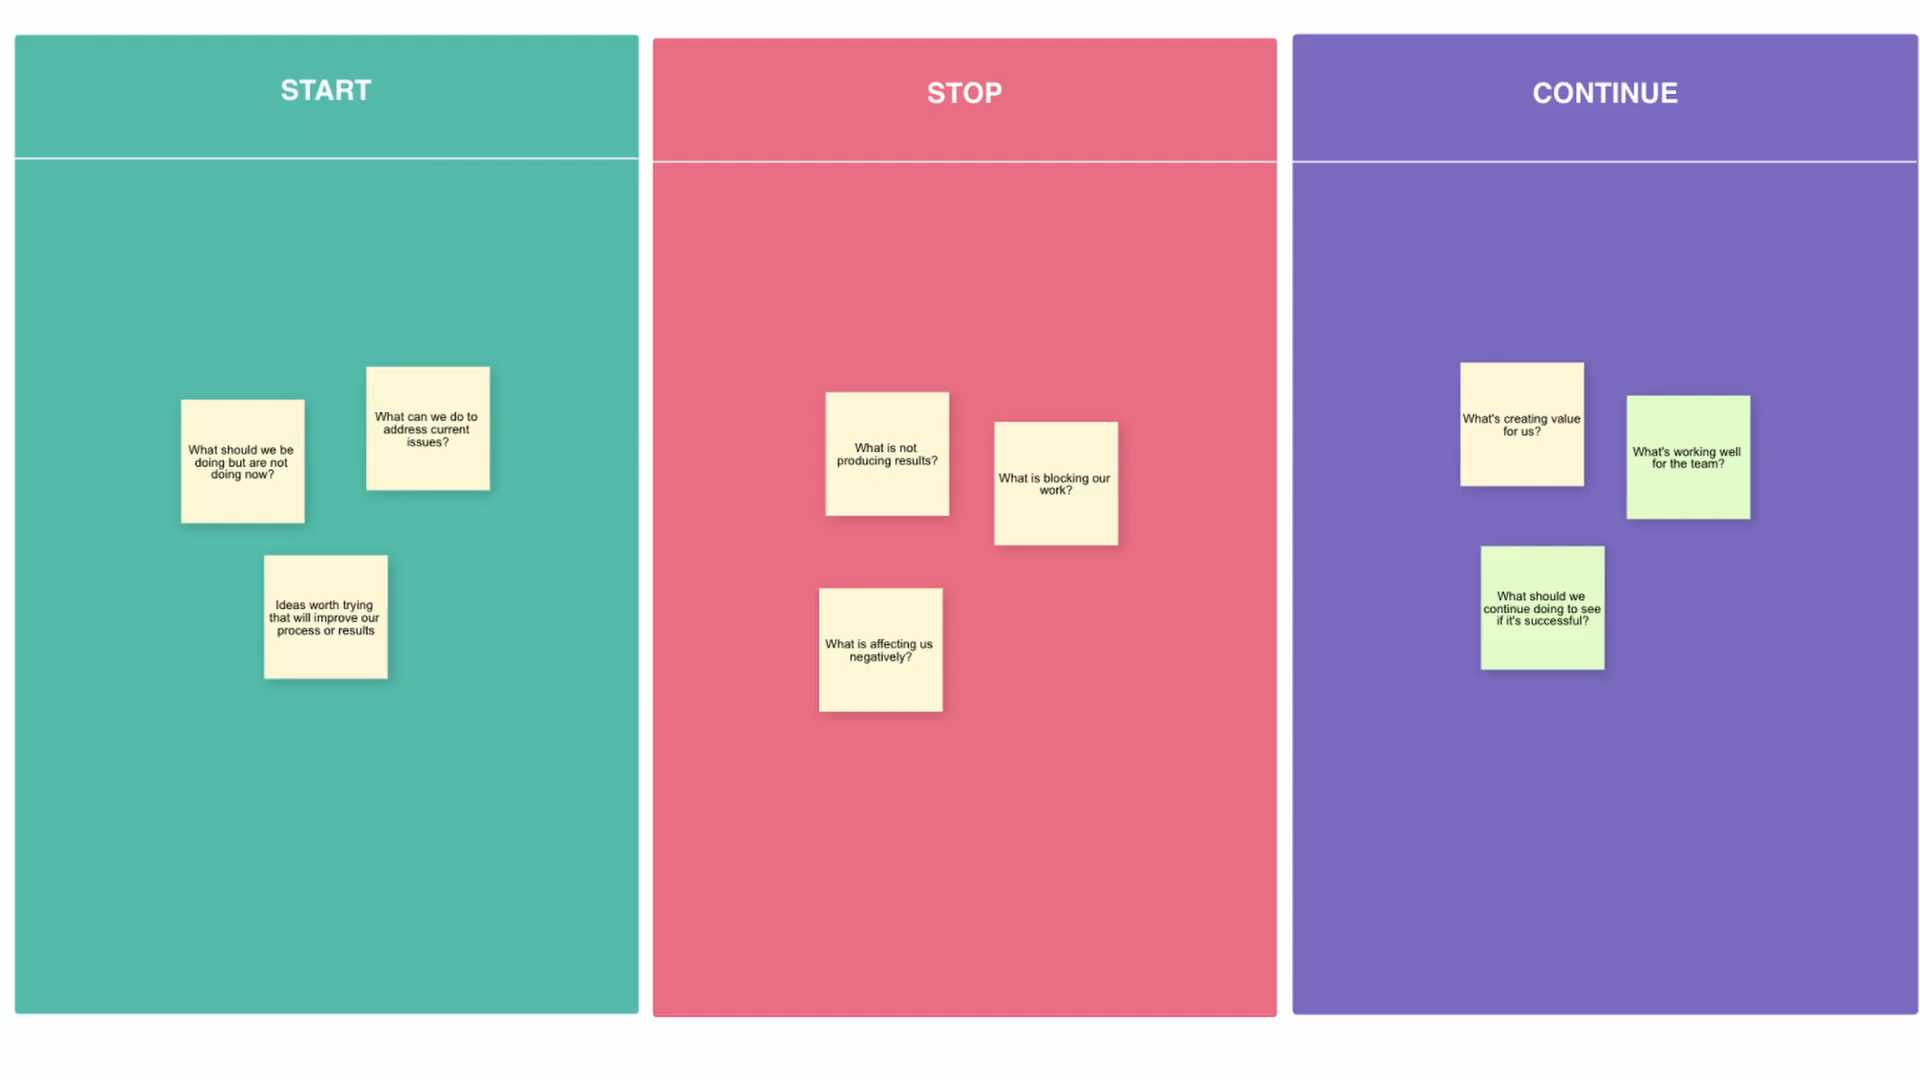 START
What should we be
doing but are not
doing now?
What can we do to
address current
issues?
Ideas worth trying
that will improve our
process or results
STOP
What is not
producing results?
What is blocking our
work?
What is affecting us
negatively?
CONTINUE
What's creating value
for us?
What's working well
for the team?
What should we
continue doing to see
if it's successful?